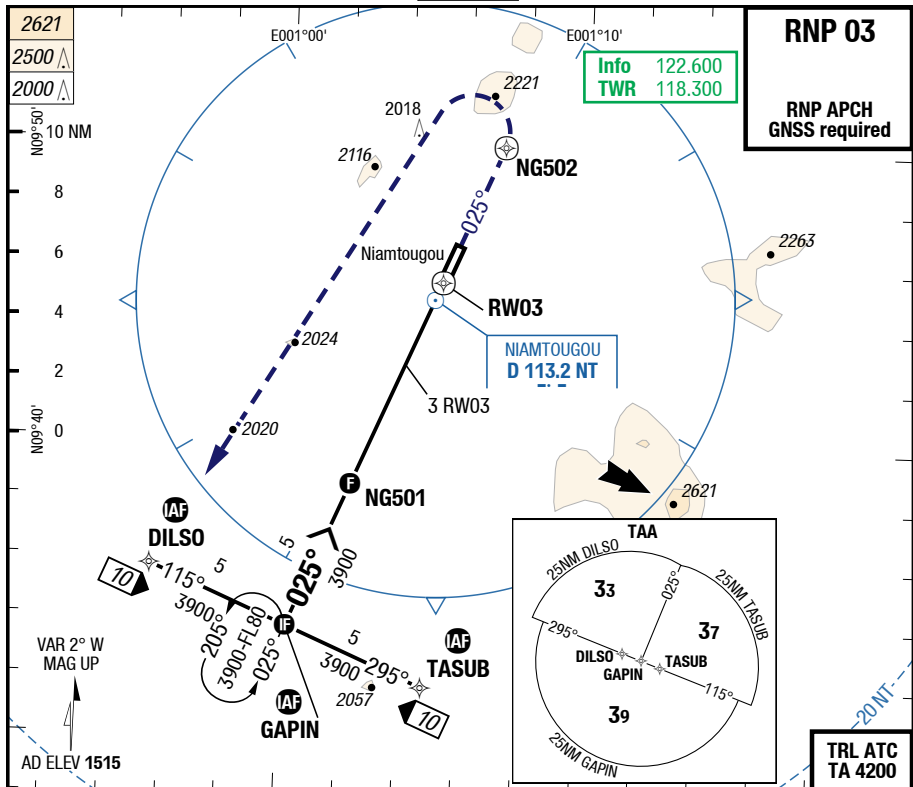 2621
2500
2000
E001°00'
E001°10'
Info 122.600
TWR 118.300
RNP 03
RNP APCH
GNSS required
N09°50'
10 NM
8
6
4
2
0
N09°40'
2221
2018
2116
NG502
025°
2263
Niamtougou
RW03
2024
NIAMTOUGOU
D 113.2 NT
3 RW03
2020
F
NG501
2621
IAF
DILSO
5
025°
3900
10
115°
5
3900
205°
3900-FL80
025°
IF
5
3900
295°
IAF
TASUB
10
2057
IAF
GAPIN
VAR 2° W
MAG UP
AD ELEV 1515
TAA
25NM DILSO
33
025°
25NM TASUB
37
295°
DILSO
GAPIN
TASUB
115°
39
25NM GAPIN
20 NT
TRL ATC
TA 4200